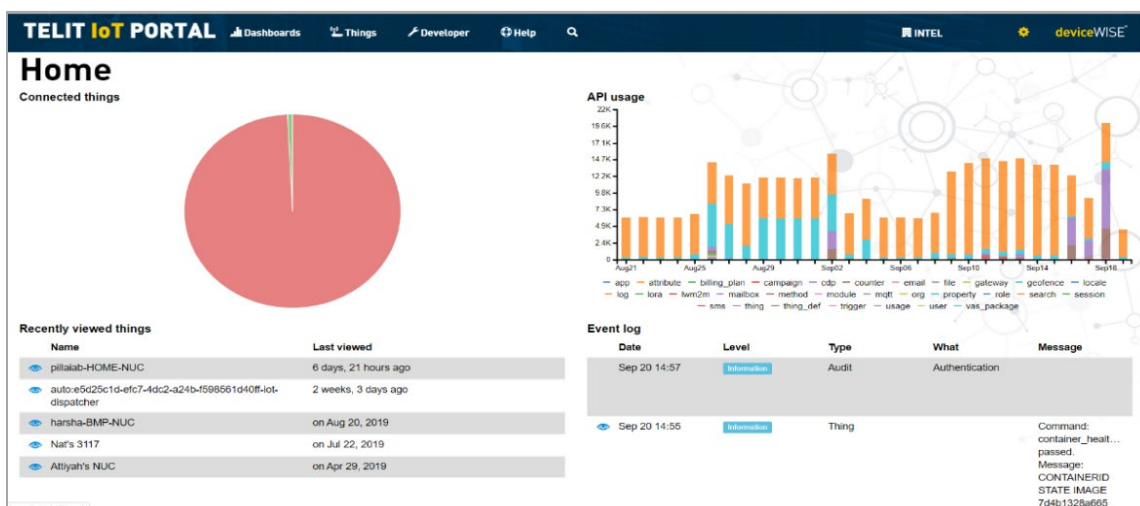 TELIT IoT PORTAL Dashboards Things Developer Help INTEL deviceWISE
Home
Connected things
API usage
22K
19.6K
17.1K
14.7K
12.2K
9.8K
7.3K
4.9K
2.4K
0
Aug21 Aug25 Aug29 Sep02 Sep06 Sep10 Sep14 Sep18
app attribute billing_plan campaign cdp counter email file gateway geofence locale
log lora lwm2m mailbox method module mqtt org property role search session
sms thing thing_def trigger usage user vas_package
Recently viewed things
Name Last viewed
pillaiab-HOME-NUC 6 days, 21 hours ago
auto:e5d25c1d-efc7-4dc2-a24b-f598561d40ff-iot-
dispatcher
2 weeks, 3 days ago
harsha-BMP-NUC on Aug 20, 2019
Nat's 3117 on Jul 22, 2019
Attiyah's NUC on Apr 29, 2019
Event log
Date Level Type What Message
Sep 20 14:57 Information Audit Authentication
Sep 20 14:55 Information Thing Command:
container_healt...
passed.
Message:
CONTAINERID
STATE IMAGE
7d4b1328a665